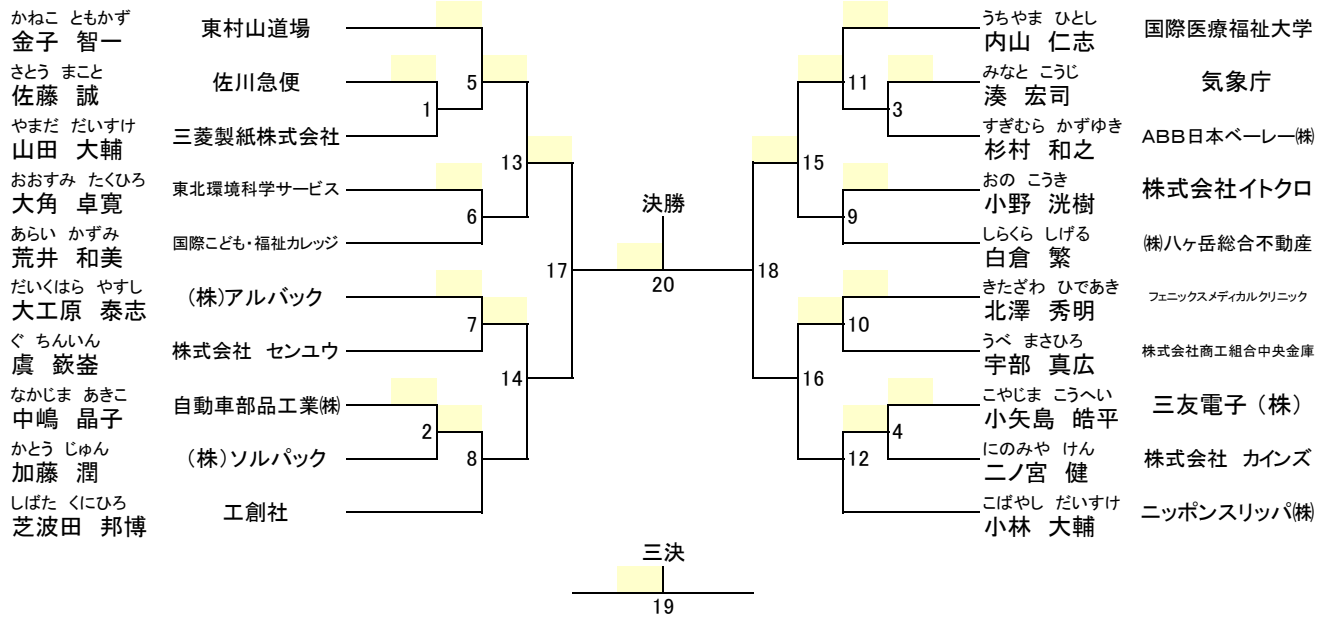 かねこ ともかず
金子 智一 東村山道場
さとう まこと
佐藤 誠 佐川急便
やまだ だいすけ
山田 大輔 三菱製紙株式会社
おおすみ たくひろ
大角 卓寛 東北環境科学サービス
あらい かずみ
荒井 和美 国際こども・福祉カレッジ
だいくはら やすし
大工原 泰志 (株)アルバック
ぐ ちんいん
虞 嶔崟 株式会社 センユウ
なかじま あきこ
中嶋 晶子 自動車部品工業㈱
かとう じゅん
加藤 潤 (株)ソルパック
しばた くにひろ
芝波田 邦博 工創社
5
1
13
6
17
7
14
2
8
決勝
20
三決
19
11
3
15
9
18
10
16
4
12
うちやま ひとし
内山 仁志 国際医療福祉大学
みなと こうじ
湊 宏司 気象庁
すぎむら かずゆき
杉村 和之 ABB日本ベーレー㈱
おの こうき
小野 洸樹 株式会社イトクロ
しらくら しげる
白倉 繁 ㈱八ヶ岳総合不動産
きたざわ ひであき
北澤 秀明 フェニックスメディカルクリニック
うべ まさひろ
宇部 真広 株式会社商工組合中央金庫
こやじま こうへい
小矢島 皓平 三友電子(株)
にのみや けん
二ノ宮 健 株式会社 カインズ
こばやし だいすけ
小林 大輔 ニッポンスリッパ㈱